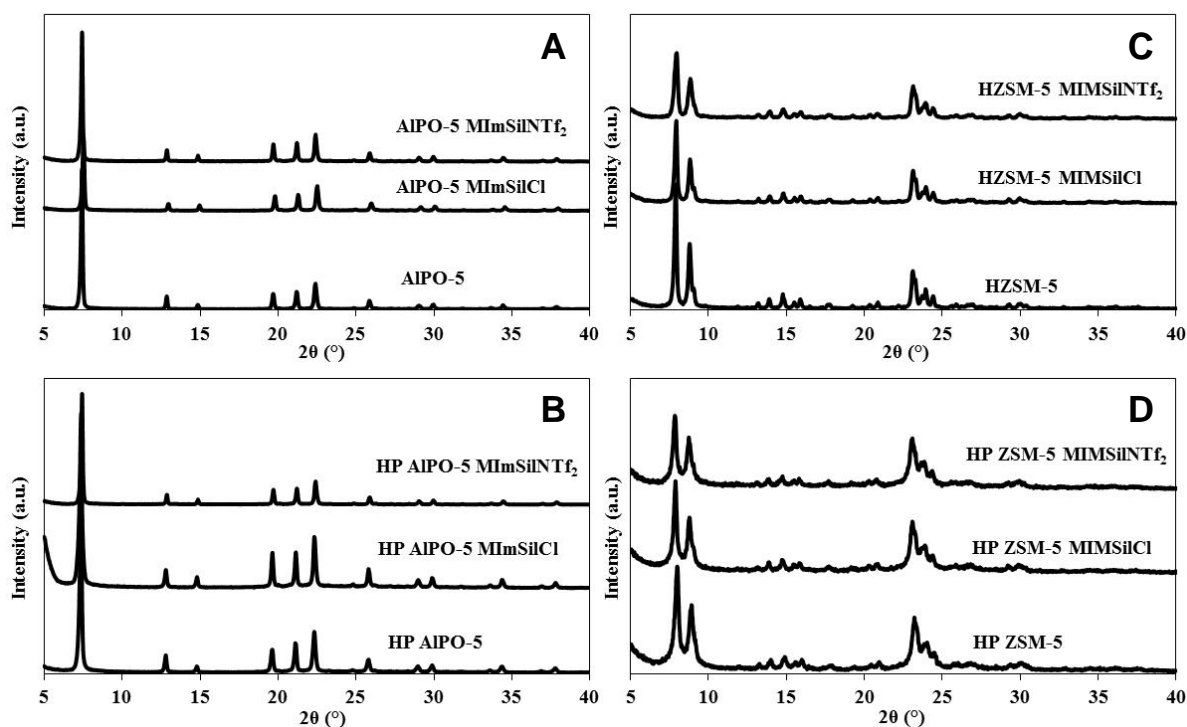 A
AlPO-5 MImSilNTf₂
AlPO-5 MImSilCl
AlPO-5
Intensity (a.u.)
5 10 15 20 25 30 35 40
2θ (°)
C
HZSM-5 MIMSilNTf₂
HZSM-5 MIMSilCl
HZSM-5
Intensity (a.u.)
5 10 15 20 25 30 35 40
2θ (°)
B
HP AlPO-5 MImSilNTf₂
HP AlPO-5 MImSilCl
HP AlPO-5
Intensity (a.u.)
5 10 15 20 25 30 35 40
2θ (°)
D
HP ZSM-5 MIMSilNTf₂
HP ZSM-5 MIMSilCl
HP ZSM-5
Intensity (a.u.)
5 10 15 20 25 30 35 40
2θ (°)